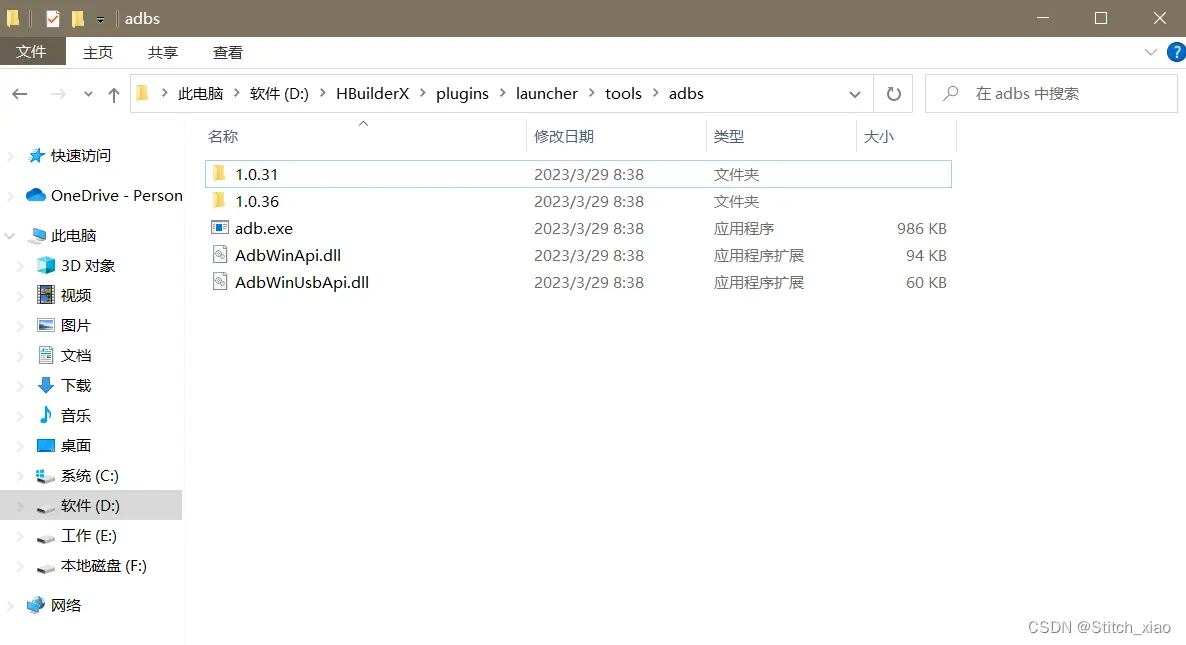 adbs
文件 主页 共享 查看 ?
此电脑 软件 (D:) HBuilderX plugins launcher tools adbs 在 adbs 中搜索
名称 修改日期 类型 大小
快速访问
OneDrive - Person
此电脑
3D 对象
视频
图片
文档
下载
音乐
桌面
系统 (C:)
软件 (D:)
工作 (E:)
本地磁盘 (F:)
网络
1.0.31 2023/3/29 8:38 文件夹
1.0.36 2023/3/29 8:38 文件夹
adb.exe 2023/3/29 8:38 应用程序 986 KB
AdbWinApi.dll 2023/3/29 8:38 应用程序扩展 94 KB
AdbWinUsbApi.dll 2023/3/29 8:38 应用程序扩展 60 KB
CSDN @Stitch_xiao